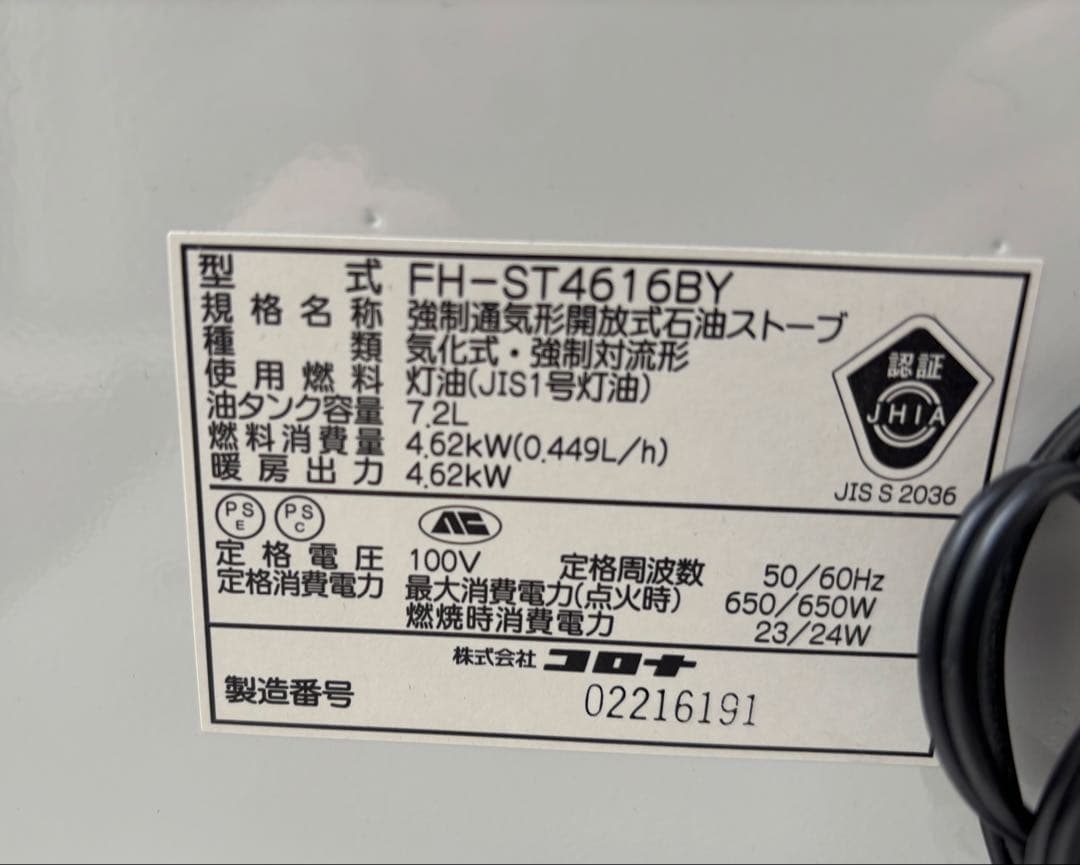 型式 FH-ST4616BY
規格名称 強制通気形開放式石油ストーブ
種類 気化式・強制対流形
使用燃料 灯油(JIS1号灯油)
油タンク容量 7.2L
燃料消費量 4.62kW(0.449L/h)
暖房出力 4.62kW
認証
JHIA
JIS S 2036
PS E PS C
定格電圧 100V 定格周波数 50/60Hz
定格消費電力 最大消費電力(点火時) 650/650W
燃焼時消費電力 23/24W
株式会社 コロナ
製造番号 02216191